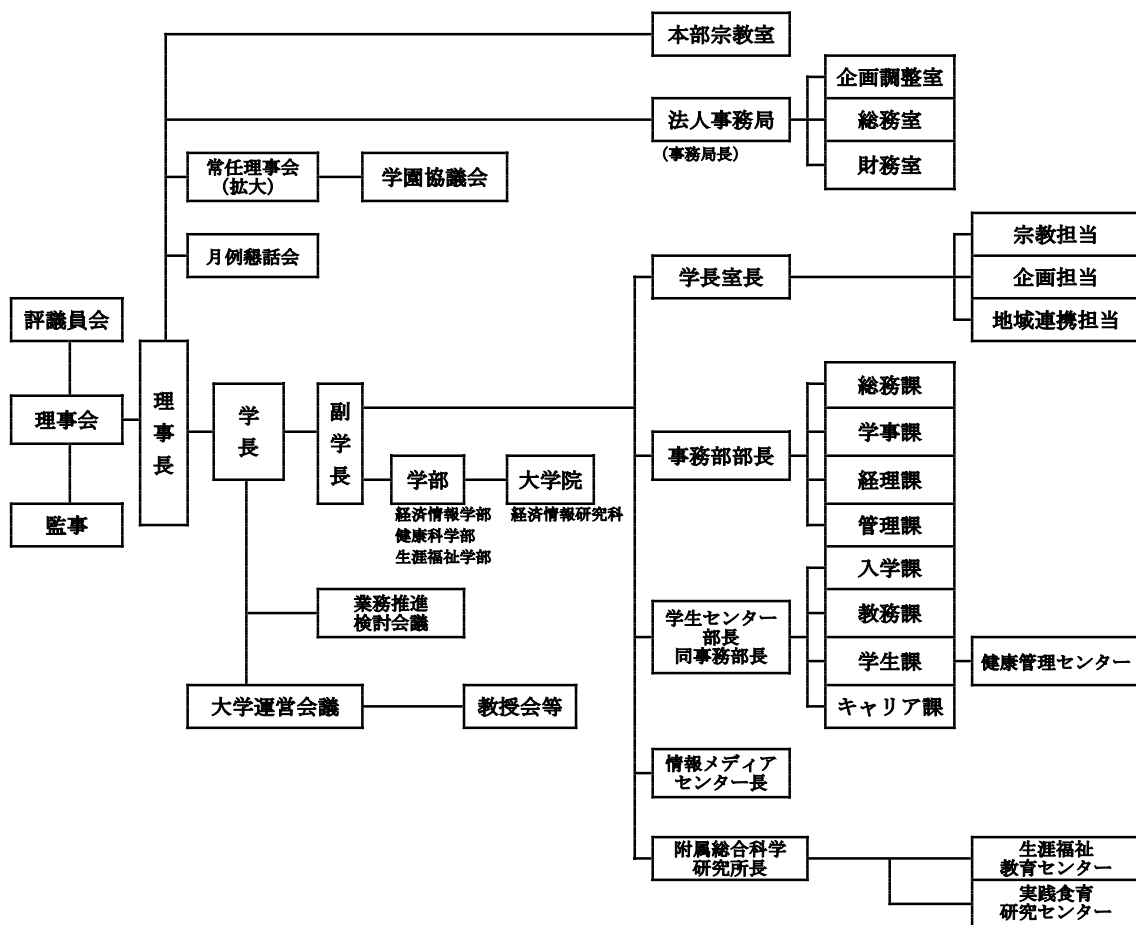 本部宗教室
企画調整室
法人事務局
(事務局長)
総務室
財務室
常任理事会
(拡大)
学園協議会
月例懇話会
宗教担当
学長室長
企画担当
地域連携担当
評議員会
理事会
監事
理事長
学長
副学長
学部
経済情報学部
健康科学部
生涯福祉学部
大学院
経済情報研究科
総務課
学事課
事務部部長
経理課
管理課
入学課
業務推進
検討会議
学生センター
部長
同事務部長
教務課
学生課
健康管理センター
キャリア課
大学運営会議
教授会等
情報メディア
センター長
附属総合科学
研究所長
生涯福祉
教育センター
実践食育
研究センター